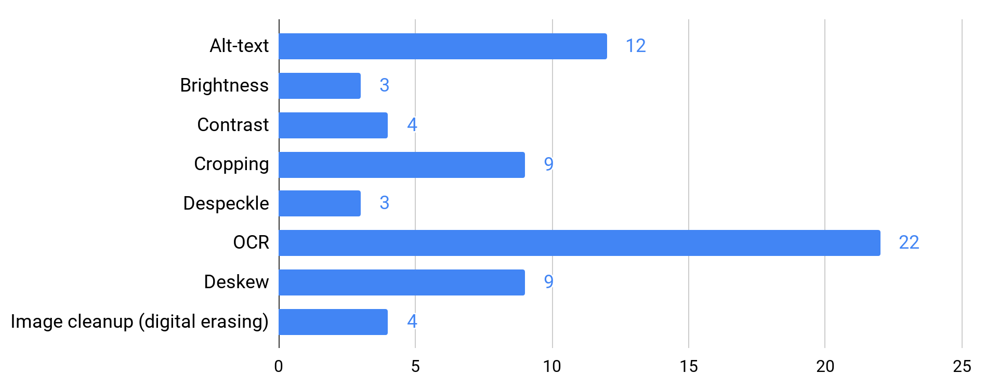 Alt-text 12
Brightness 3
Contrast 4
Cropping 9
Despeckle 3
OCR 22
Deskew 9
Image cleanup (digital erasing) 4
0 5 10 15 20 25